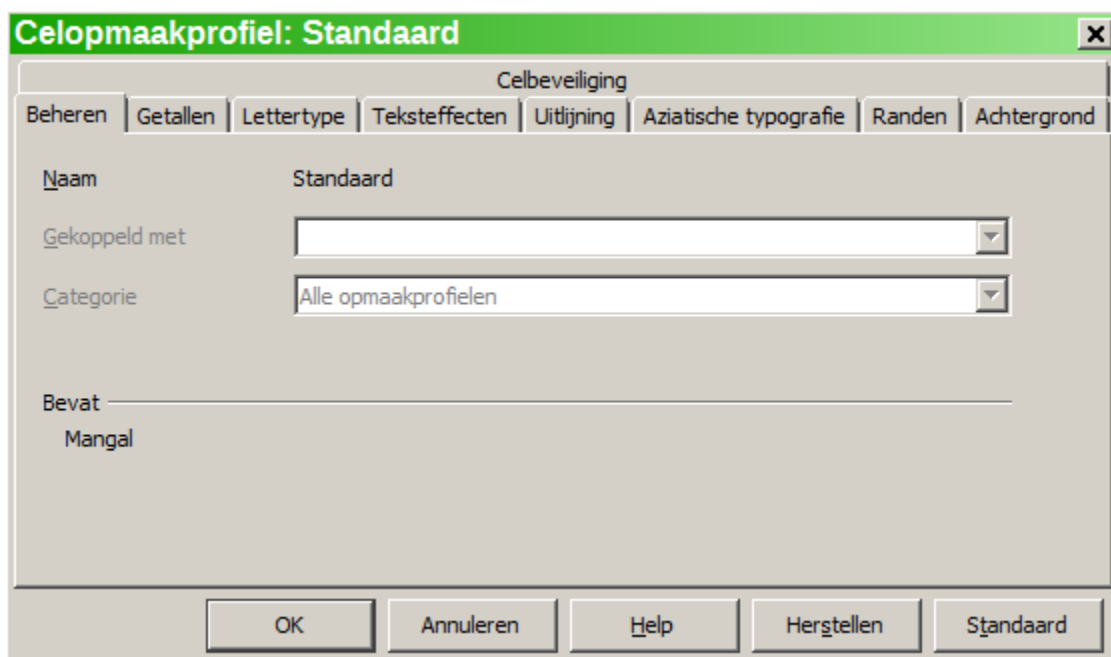 Celopmaakprofiel: Standaard
Celbeveiliging
Beheren Getallen Lettertype Teksteffecten Uitlijning Aziatische typografie Randen Achtergrond
Naam Standaard
Gekoppeld met
Categorie Alle opmaakprofielen
Bevat
Mangal
OK Annuleren Help Herstellen Standaard